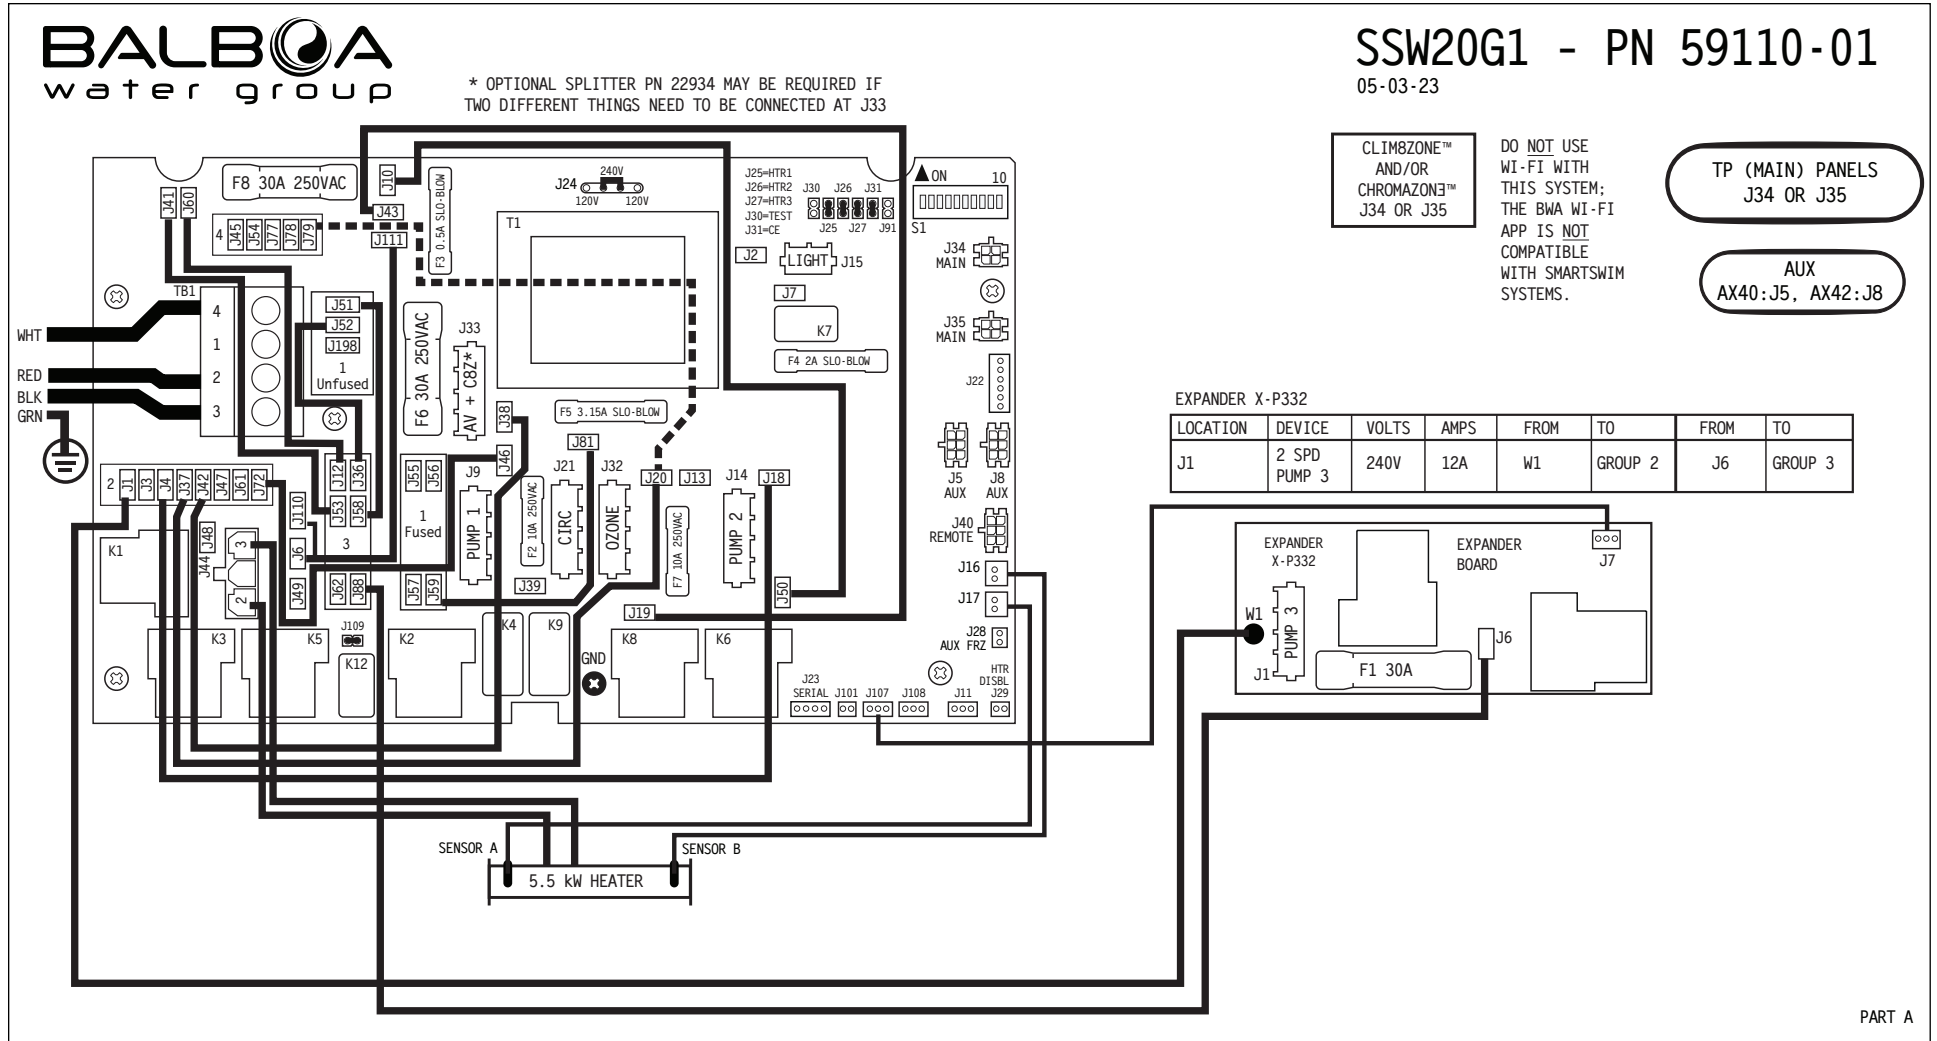 BALBOA
water group
* OPTIONAL SPLITTER PN 22934 MAY BE REQUIRED IF
TWO DIFFERENT THINGS NEED TO BE CONNECTED AT J33
SSW20G1 - PN 59110-01
05-03-23
CLIM8ZONE™
AND/OR
CHROMAZONƎ™
J34 OR J35
DO NOT USE
WI-FI WITH
THIS SYSTEM;
THE BWA WI-FI
APP IS NOT
COMPATIBLE
WITH SMARTSWIM
SYSTEMS.
TP (MAIN) PANELS
J34 OR J35
AUX
AX40:J5, AX42:J8
J41
J60
F8 30A 250VAC
J10
J43
J111
F3 0.5A SLO-BLOW
4
J45
J54
J77
J78
J79
T1
240V
J24
120V 120V
J25=HTR1
J26=HTR2
J27=HTR3
J30=TEST
J31=CE
J30 J26 J31
J25 J27 J91
ON 10
S1
J2
LIGHT
J15
J34
MAIN
J7
K7
F4 2A SLO-BLOW
J35
MAIN
J22
TB1
4
1
2
3
WHT
RED
BLK
GRN
J51
J52
J198
1
Unfused
F6 30A 250VAC
J33
AV + C8Z*
J38
J46
F5 3.15A SLO-BLOW
J81
2
J1
J3
J4
J37
J42
J47
J61
J72
J12
J36
J53
J58
3
J62
J88
J110
J6
J49
J48
J44
3
2
K1
J55
J56
1
Fused
J57
J59
J9
PUMP 1
F2 10A 250VAC
J39
J21
CIRC
J32
OZONE
J20
J13
F7 10A 250VAC
J14
PUMP 2
J18
J50
J19
J5
AUX
J8
AUX
J40
REMOTE
J16
J17
J28
AUX FRZ
HTR
DISBL
J29
K3
K5
J109
K12
K2
K4
K9
GND
K8
K6
J23
SERIAL
J101
J107
J108
J11
SENSOR A
SENSOR B
5.5 kW HEATER
EXPANDER X-P332
LOCATION DEVICE VOLTS AMPS FROM TO FROM TO
J1 2 SPD PUMP 3 240V 12A W1 GROUP 2 J6 GROUP 3
EXPANDER
X-P332
EXPANDER
BOARD
J7
W1
PUMP 3
J1
F1 30A
J6
PART A